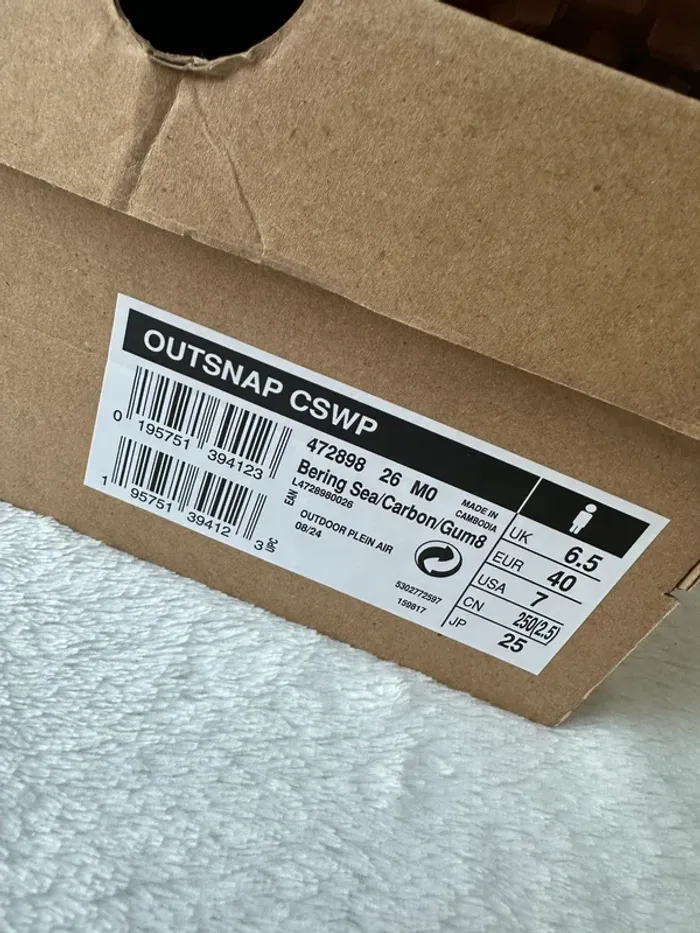 OUTSNAP CSWP
0 195751 394123
EAN
1 95751 39412 3
UPC
472898 26 M0
Bering Sea/Carbon/Gum8
L4728980026
OUTDOOR PLEIN AIR
08/24
MADE IN
CAMBODIA
5302772597
159817
UK 6.5
EUR 40
USA 7
CN 250(2.5)
JP 25